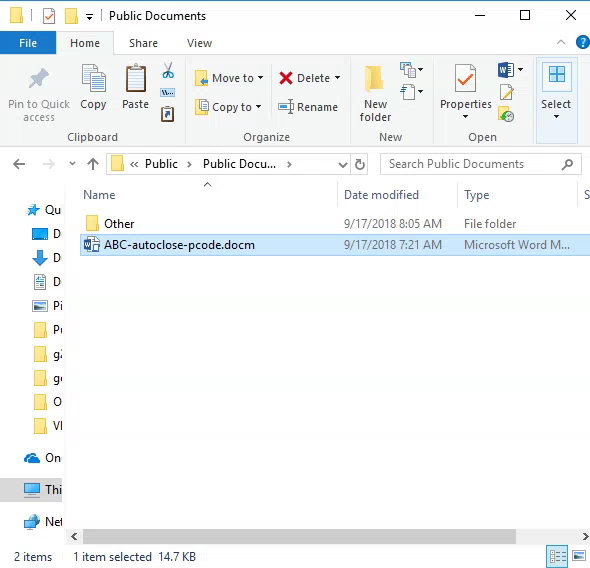 Public Documents
File Home Share View
Pin to Quick access
Copy
Paste
Move to
Copy to
Delete
Rename
New folder
Properties
Select
Clipboard Organize New Open
« Public > Public Docu... >
Search Public Documents
Name Date modified Type S
Other 9/17/2018 8:05 AM File folder
ABC-autoclose-pcode.docm 9/17/2018 7:21 AM Microsoft Word M...
Qu
D
D
D
Pi
Pu
g2
ge
O
VI
On
Thi
Net
2 items 1 item selected 14.7 KB